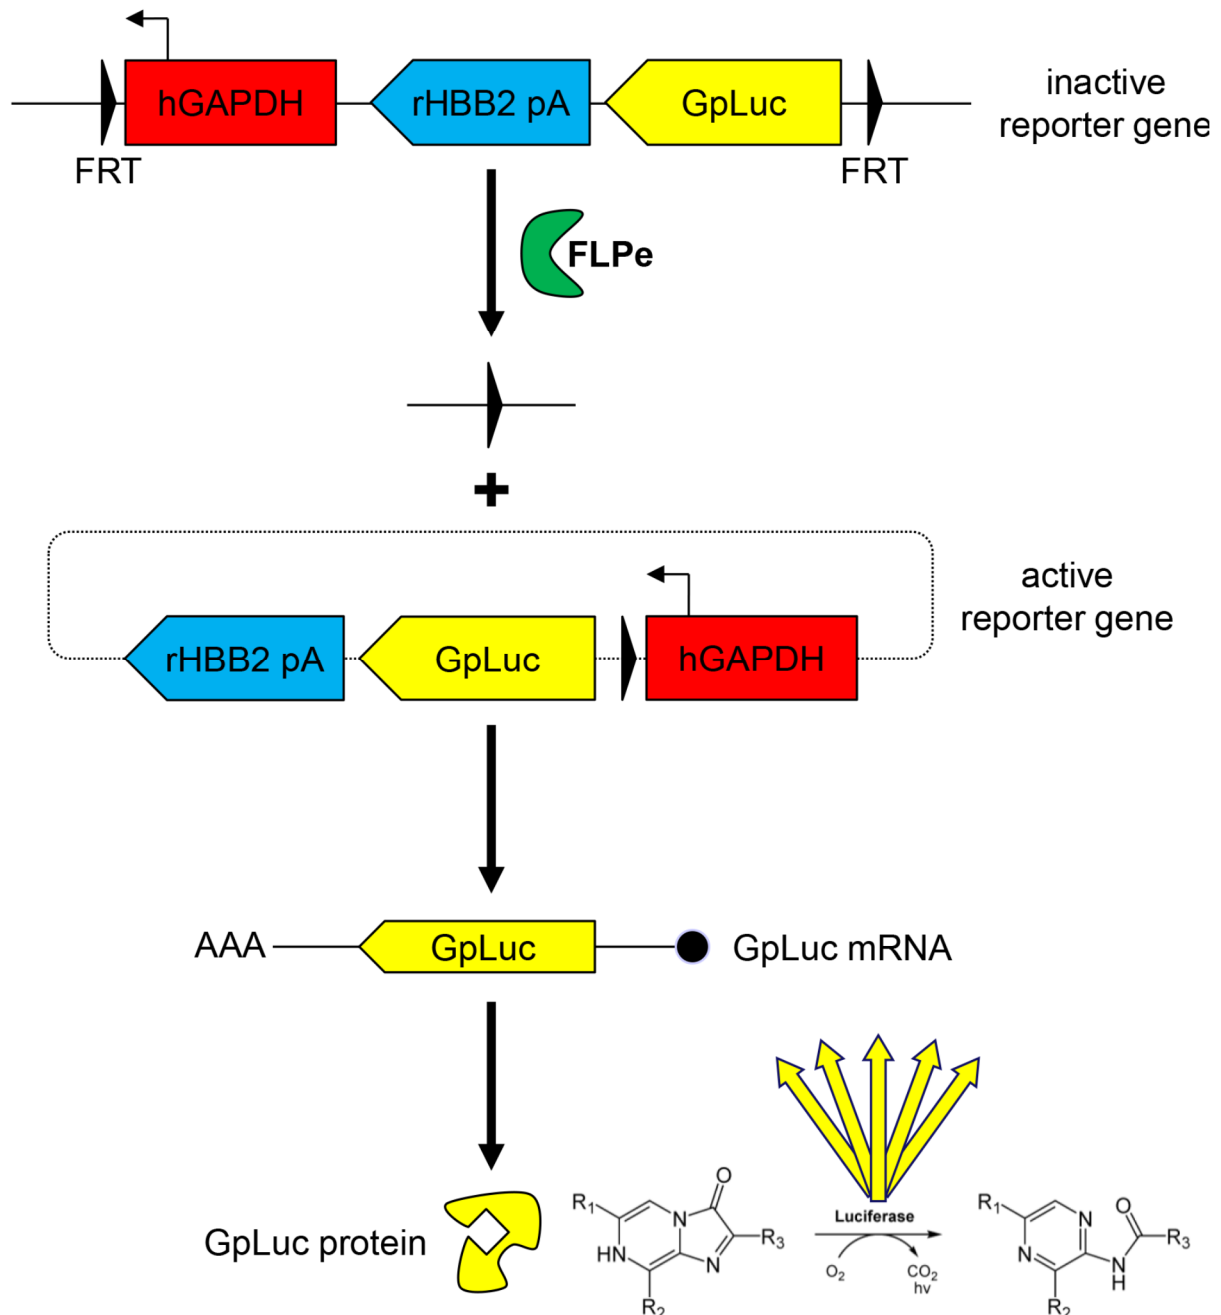 hGAPDH
rHBB2 pA
GpLuc
inactive
reporter gene
FRT
FRT
FLPe
+
active
reporter gene
rHBB2 pA
GpLuc
hGAPDH
AAA
GpLuc
GpLuc mRNA
GpLuc protein
R1
O
N
R3
HN
N
R2
Luciferase
O2
CO2
hν
R1
N
O
R3
N
N
H
R2